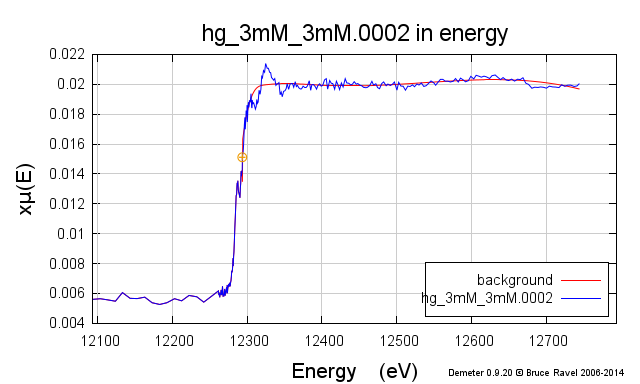 hg_3mM_3mM.0002 in energy
0.022
0.02
0.018
0.016
0.014
0.012
0.01
0.008
0.006
0.004
xμ(E)
background
hg_3mM_3mM.0002
12100 12200 12300 12400 12500 12600 12700
Energy (eV)
Demeter 0.9.20 © Bruce Ravel 2006-2014